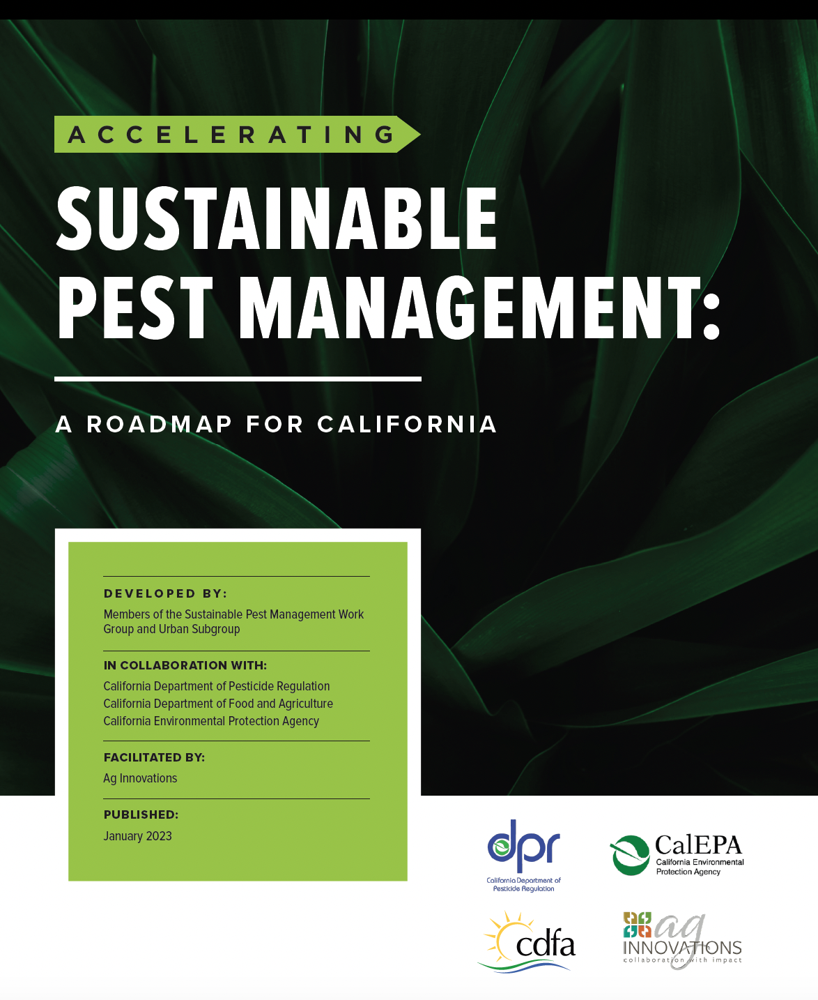 ACCELERATING
SUSTAINABLE
PEST MANAGEMENT:
A ROADMAP FOR CALIFORNIA
DEVELOPED BY:
Members of the Sustainable Pest Management Work
Group and Urban Subgroup
IN COLLABORATION WITH:
California Department of Pesticide Regulation
California Department of Food and Agriculture
California Environmental Protection Agency
FACILITATED BY:
Ag Innovations
PUBLISHED:
January 2023
dpr
California Department of
Pesticide Regulation
CalEPA
California Environmental
Protection Agency
cdfa
ag
INNOVATIONS
collaboration with impact